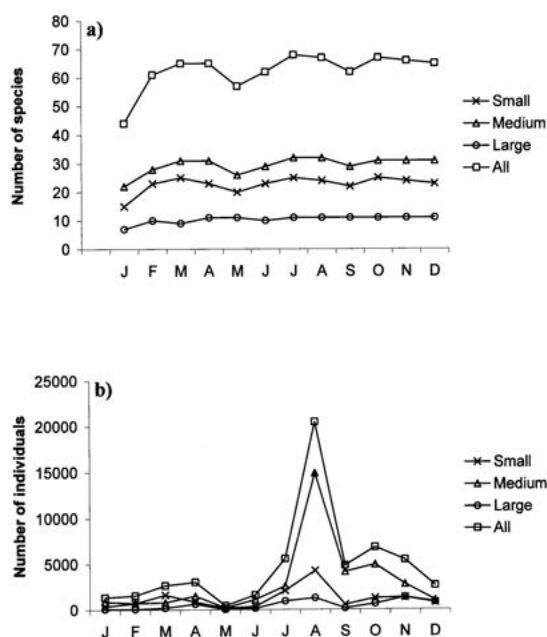 a)
Number of species
80
70
60
50
40
30
20
10
0
J F M A M J J A S O N D
Small
Medium
Large
All
b)
Number of individuals
25000
20000
15000
10000
5000
0
J F M A M J J A S O N D
Small
Medium
Large
All